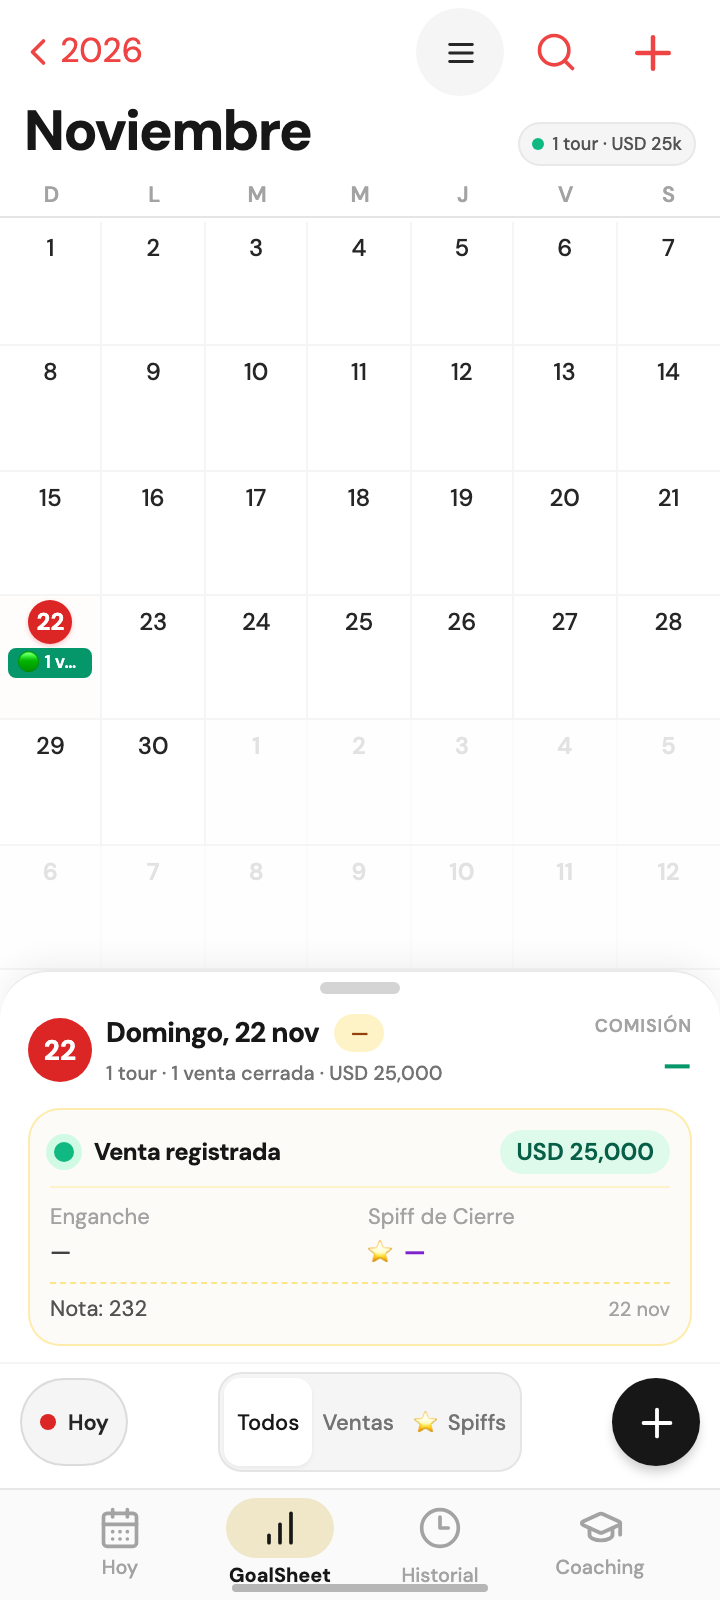 2026
Noviembre
1 tour · USD 25k
D L M M J V S
1 2 3 4 5 6 7
8 9 10 11 12 13 14
15 16 17 18 19 20 21
22 23 24 25 26 27 28
1 v...
29 30 1 2 3 4 5
6 7 8 9 10 11 12
22
Domingo, 22 nov –
COMISIÓN
1 tour · 1 venta cerrada · USD 25,000
—
Venta registrada
USD 25,000
Enganche
Spiff de Cierre
—
⭐ —
Nota: 232
22 nov
Hoy
Todos Ventas ⭐ Spiffs
Hoy GoalSheet Historial Coaching